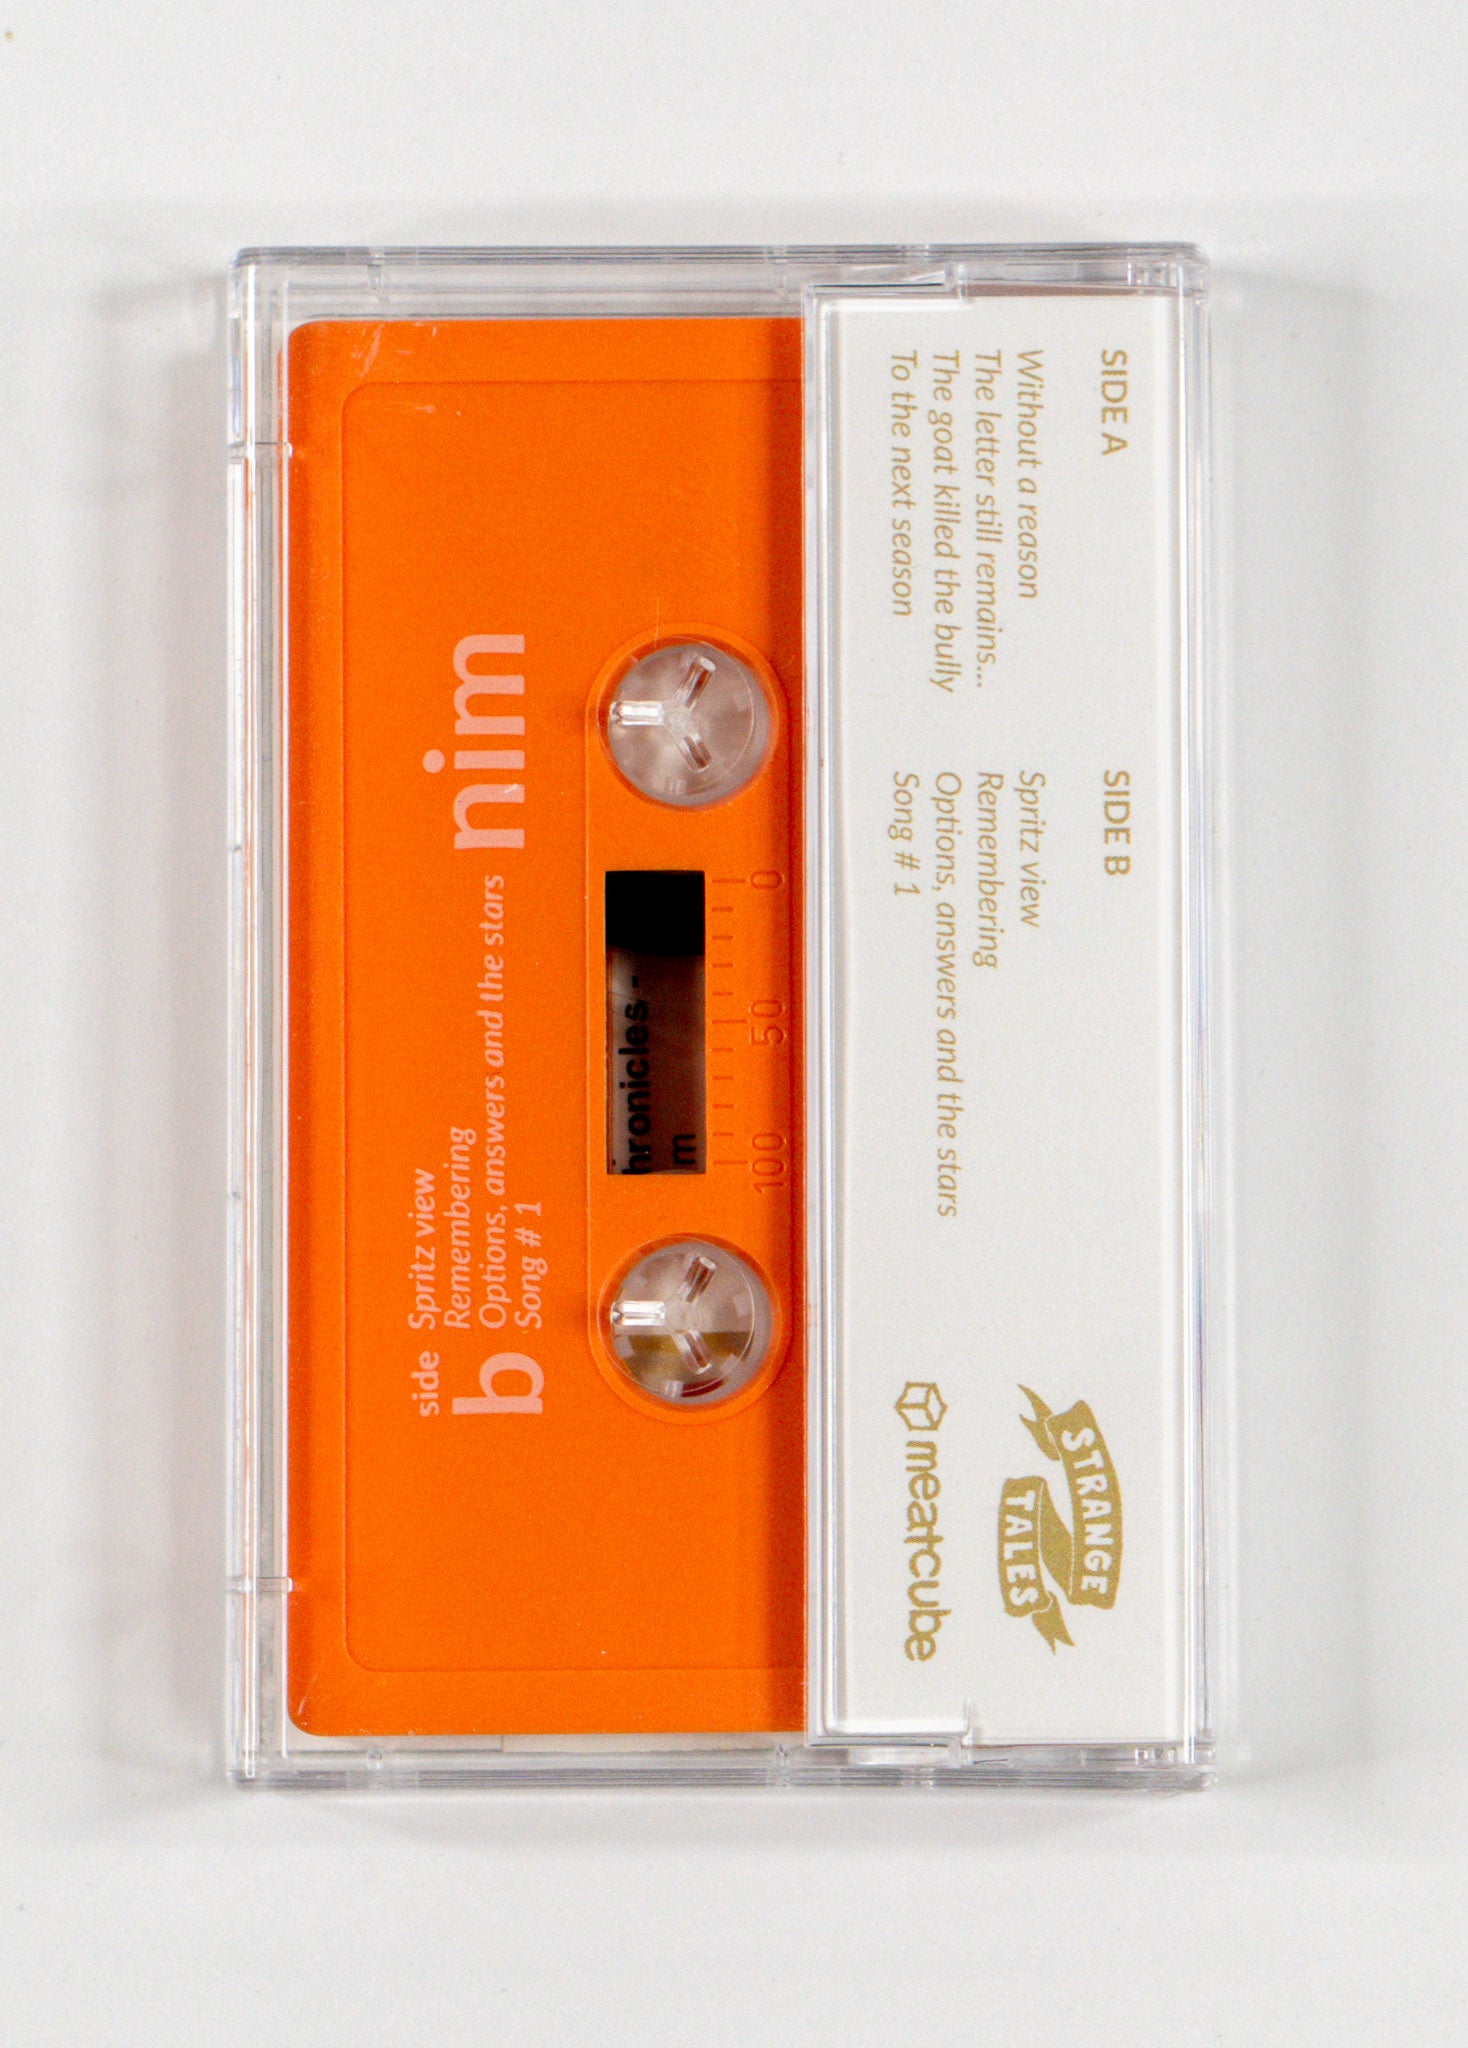 SIDE A
Without a reason
The letter still remains...
The goat killed the bully
To the next season
SIDE B
Spritz view
Remembering
Options, answers and the stars
Song # 1
STRANGE
TALES
meatcube
side
b
Spritz view
Remembering
Options, answers and the stars
Song # 1
nim
hronicles -
m
0 50 100